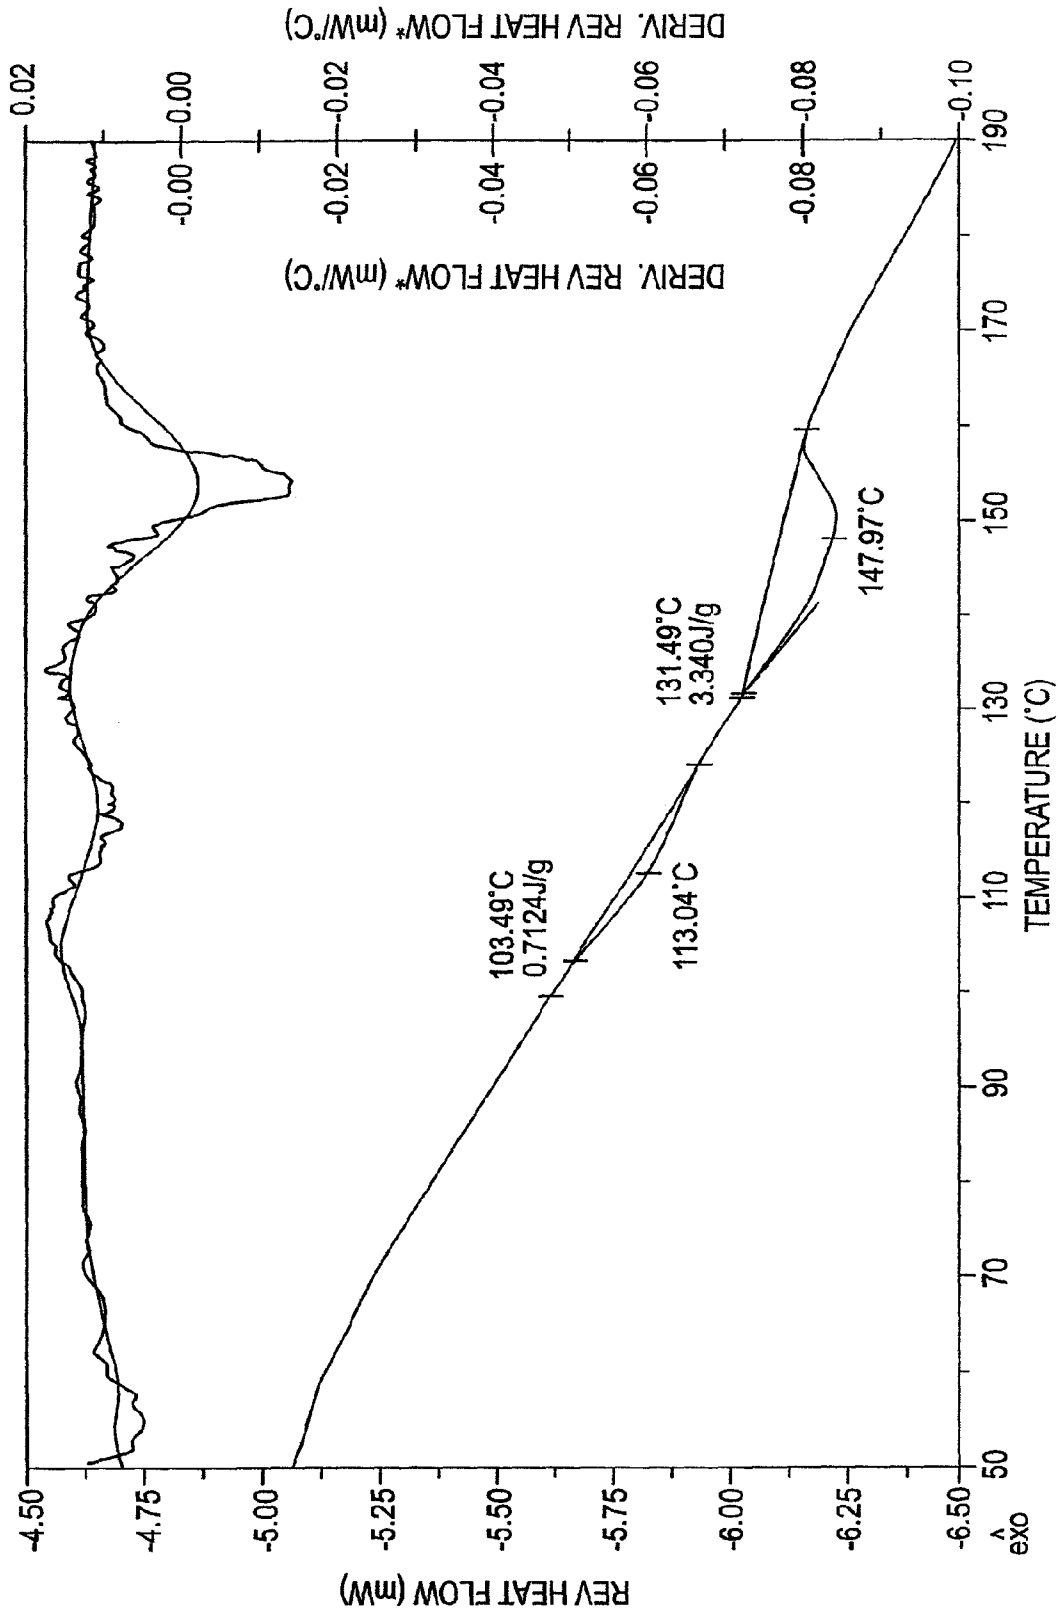 DERIV. REV HEAT FLOW* (mW/°C)
0.02
-0.00
-0.02
-0.04
-0.06
-0.08
-0.10
-0.00
-0.02
-0.04
-0.06
-0.08
DERIV. REV HEAT FLOW* (mW/°C)
103.49°C
0.7124J/g
113.04°C
131.49°C
3.340J/g
147.97°C
REV HEAT FLOW (mW)
-4.50
-4.75
-5.00
-5.25
-5.50
-5.75
-6.00
-6.25
-6.50
^
exo
50
70
90
110
130
150
170
190
TEMPERATURE (°C)